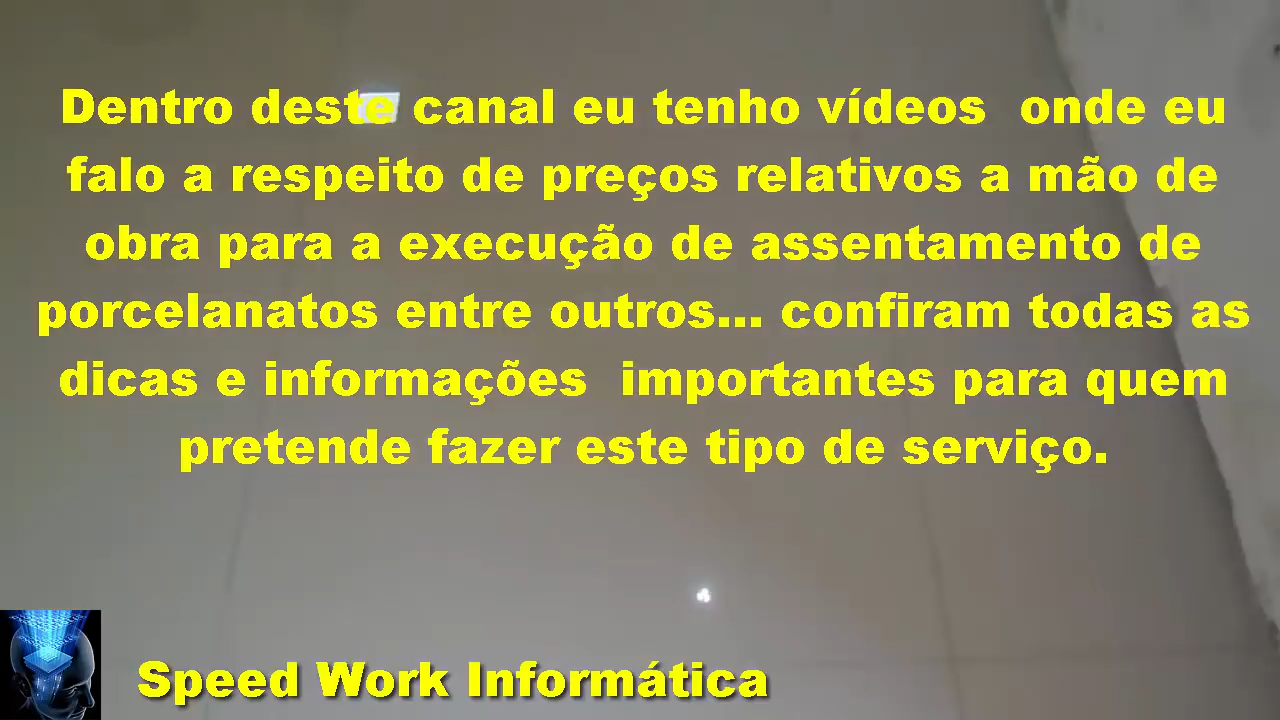 Dentro deste canal eu tenho vídeos onde eu
falo a respeito de preços relativos a mão de
obra para a execução de assentamento de
porcelanatos entre outros... confiram todas as
dicas e informações importantes para quem
pretende fazer este tipo de serviço.
Speed Work Informática